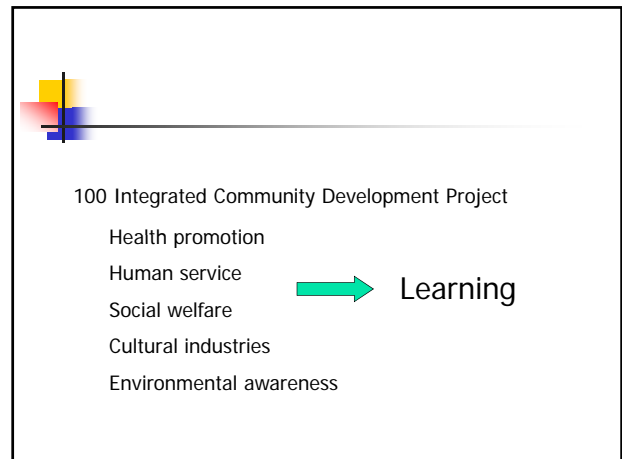 100 Integrated Community Development Project
Health promotion
Human service
Learning
Social welfare
Cultural industries
Environmental awareness